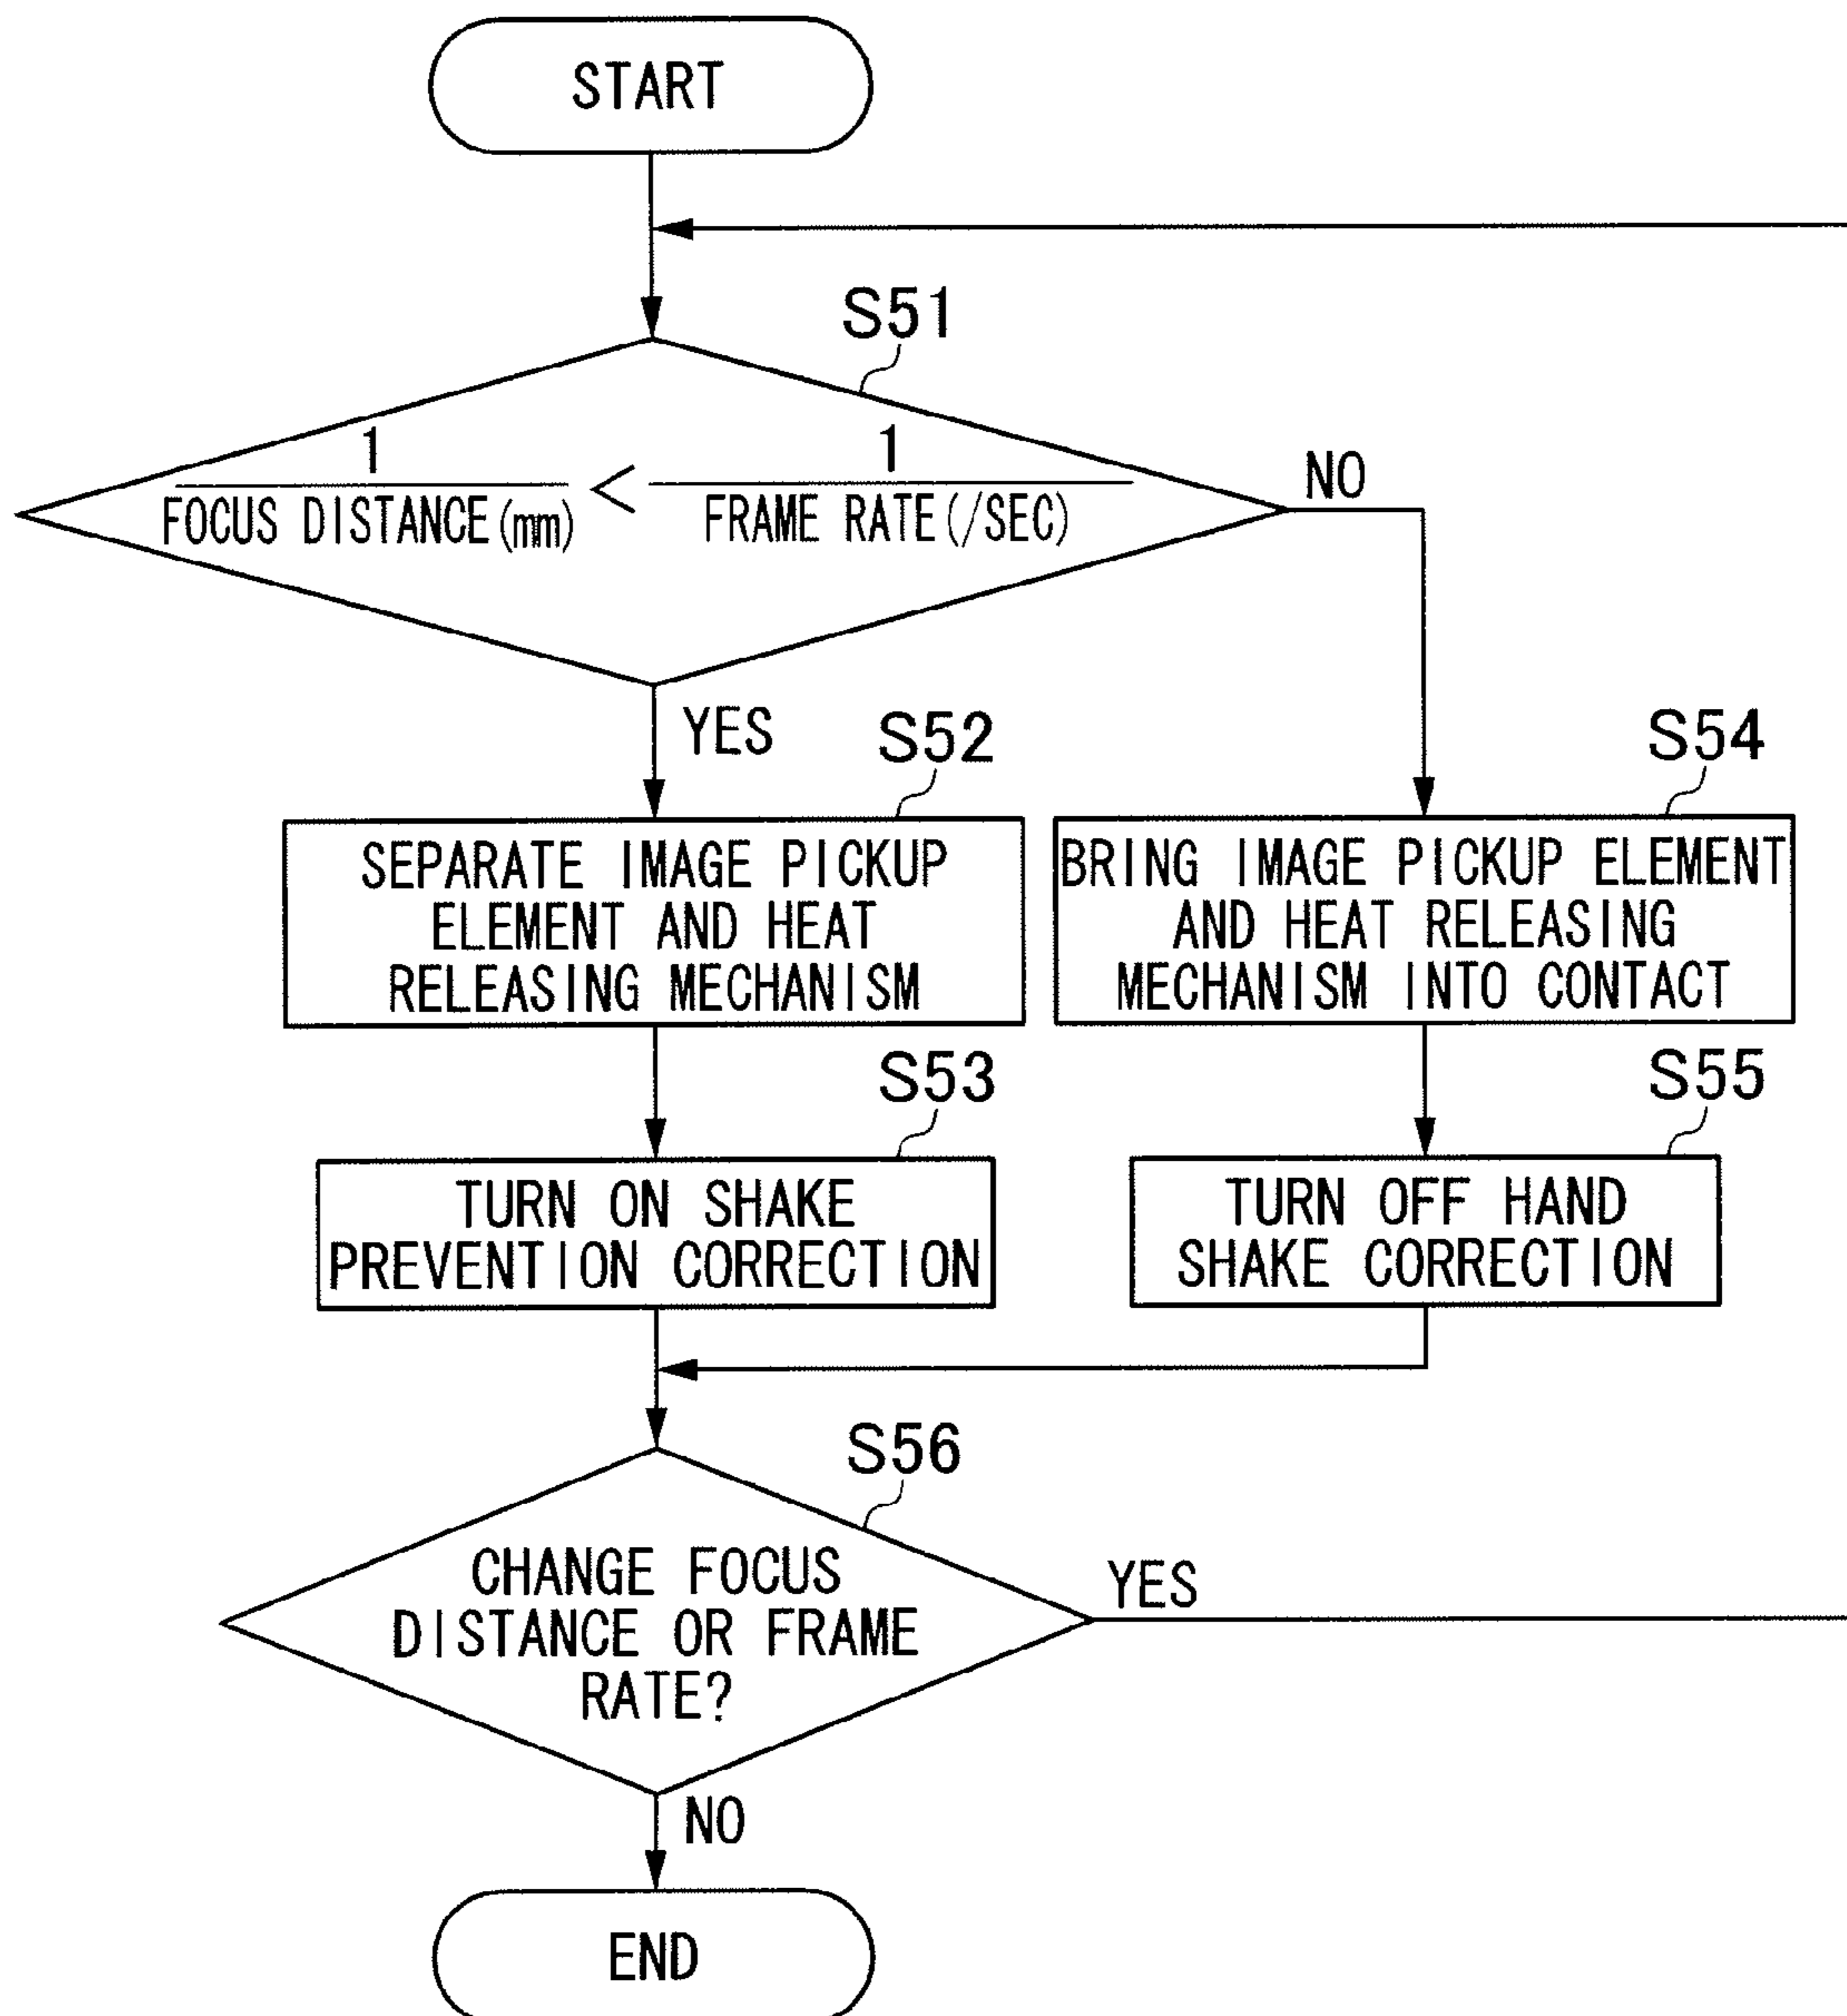 START
S51
1
FOCUS DISTANCE(mm)
<
1
FRAME RATE(/SEC)
NO
YES
S52
SEPARATE IMAGE PICKUP
ELEMENT AND HEAT
RELEASING MECHANISM
S54
BRING IMAGE PICKUP ELEMENT
AND HEAT RELEASING
MECHANISM INTO CONTACT
S53
TURN ON SHAKE
PREVENTION CORRECTION
S55
TURN OFF HAND
SHAKE CORRECTION
S56
CHANGE FOCUS
DISTANCE OR FRAME
RATE?
YES
NO
END